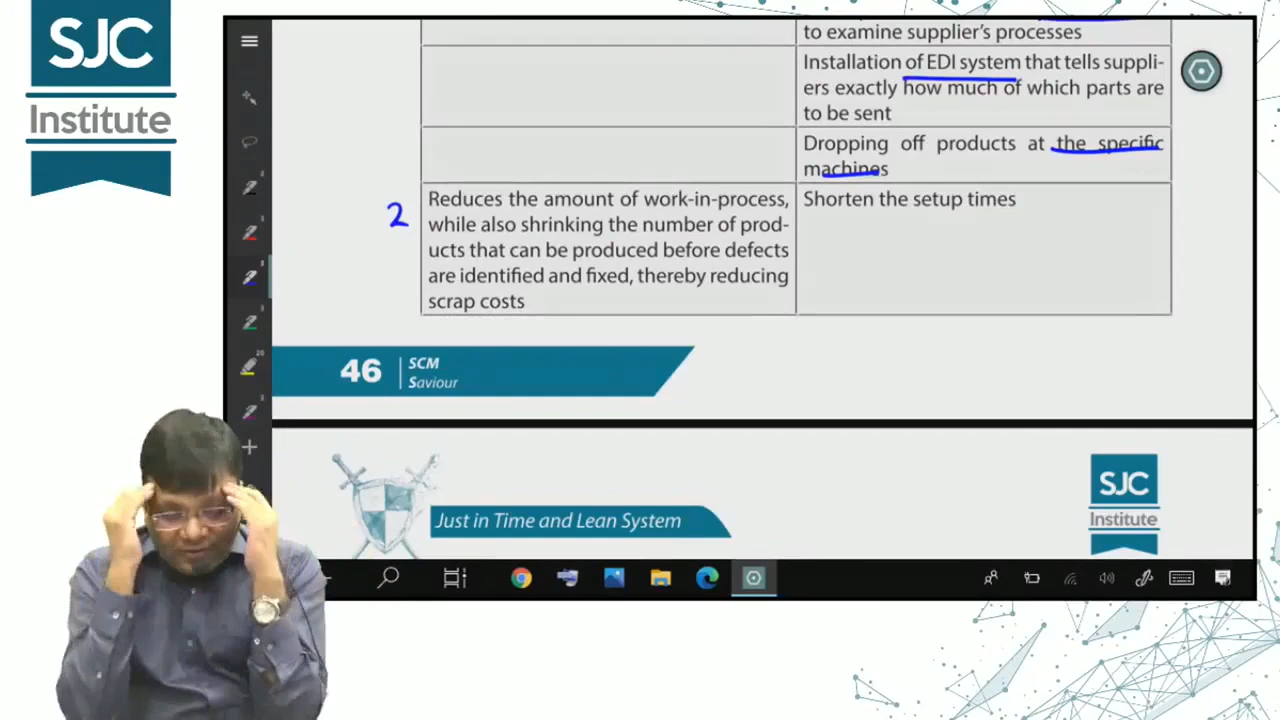 SJC
Institute
to examine supplier's processes
Installation of EDI system that tells suppli-
ers exactly how much of which parts are
to be sent
Dropping off products at the specific
machines
2
Reduces the amount of work-in-process,
while also shrinking the number of prod-
ucts that can be produced before defects
are identified and fixed, thereby reducing
scrap costs
Shorten the setup times
46
SCM
Saviour
Just in Time and Lean System
SJC
Institute